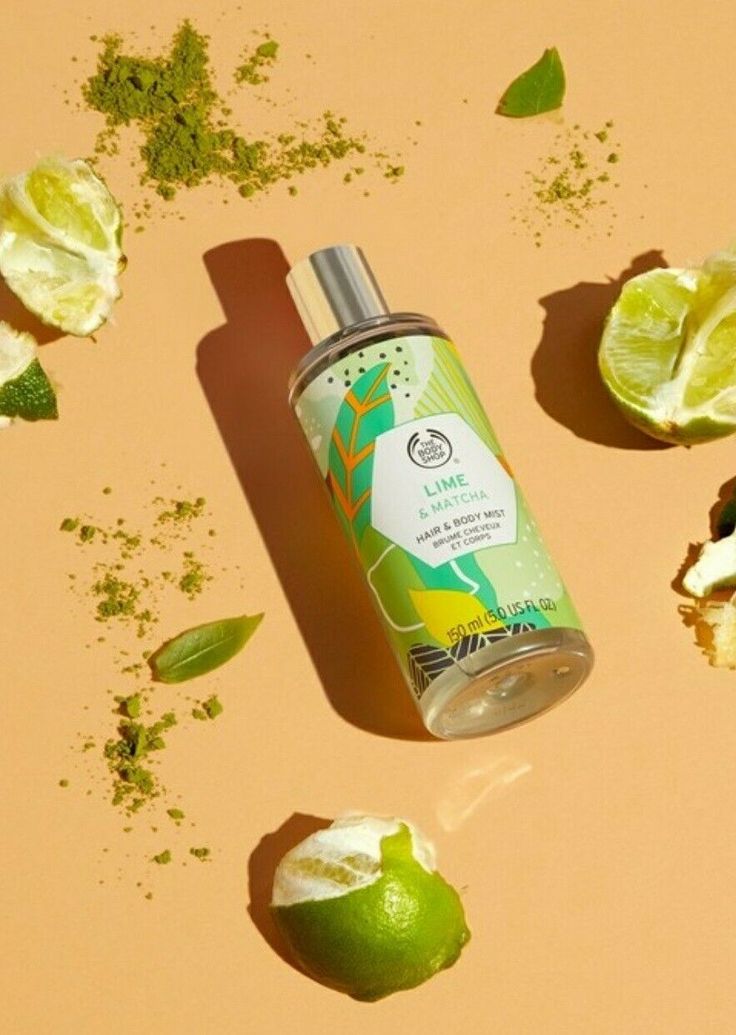 THE
BODY
SHOP
®
LIME
& MATCHA
HAIR & BODY MIST
BRUME CHEVEUX
ET CORPS
150 ml (5.0 US FL OZ)